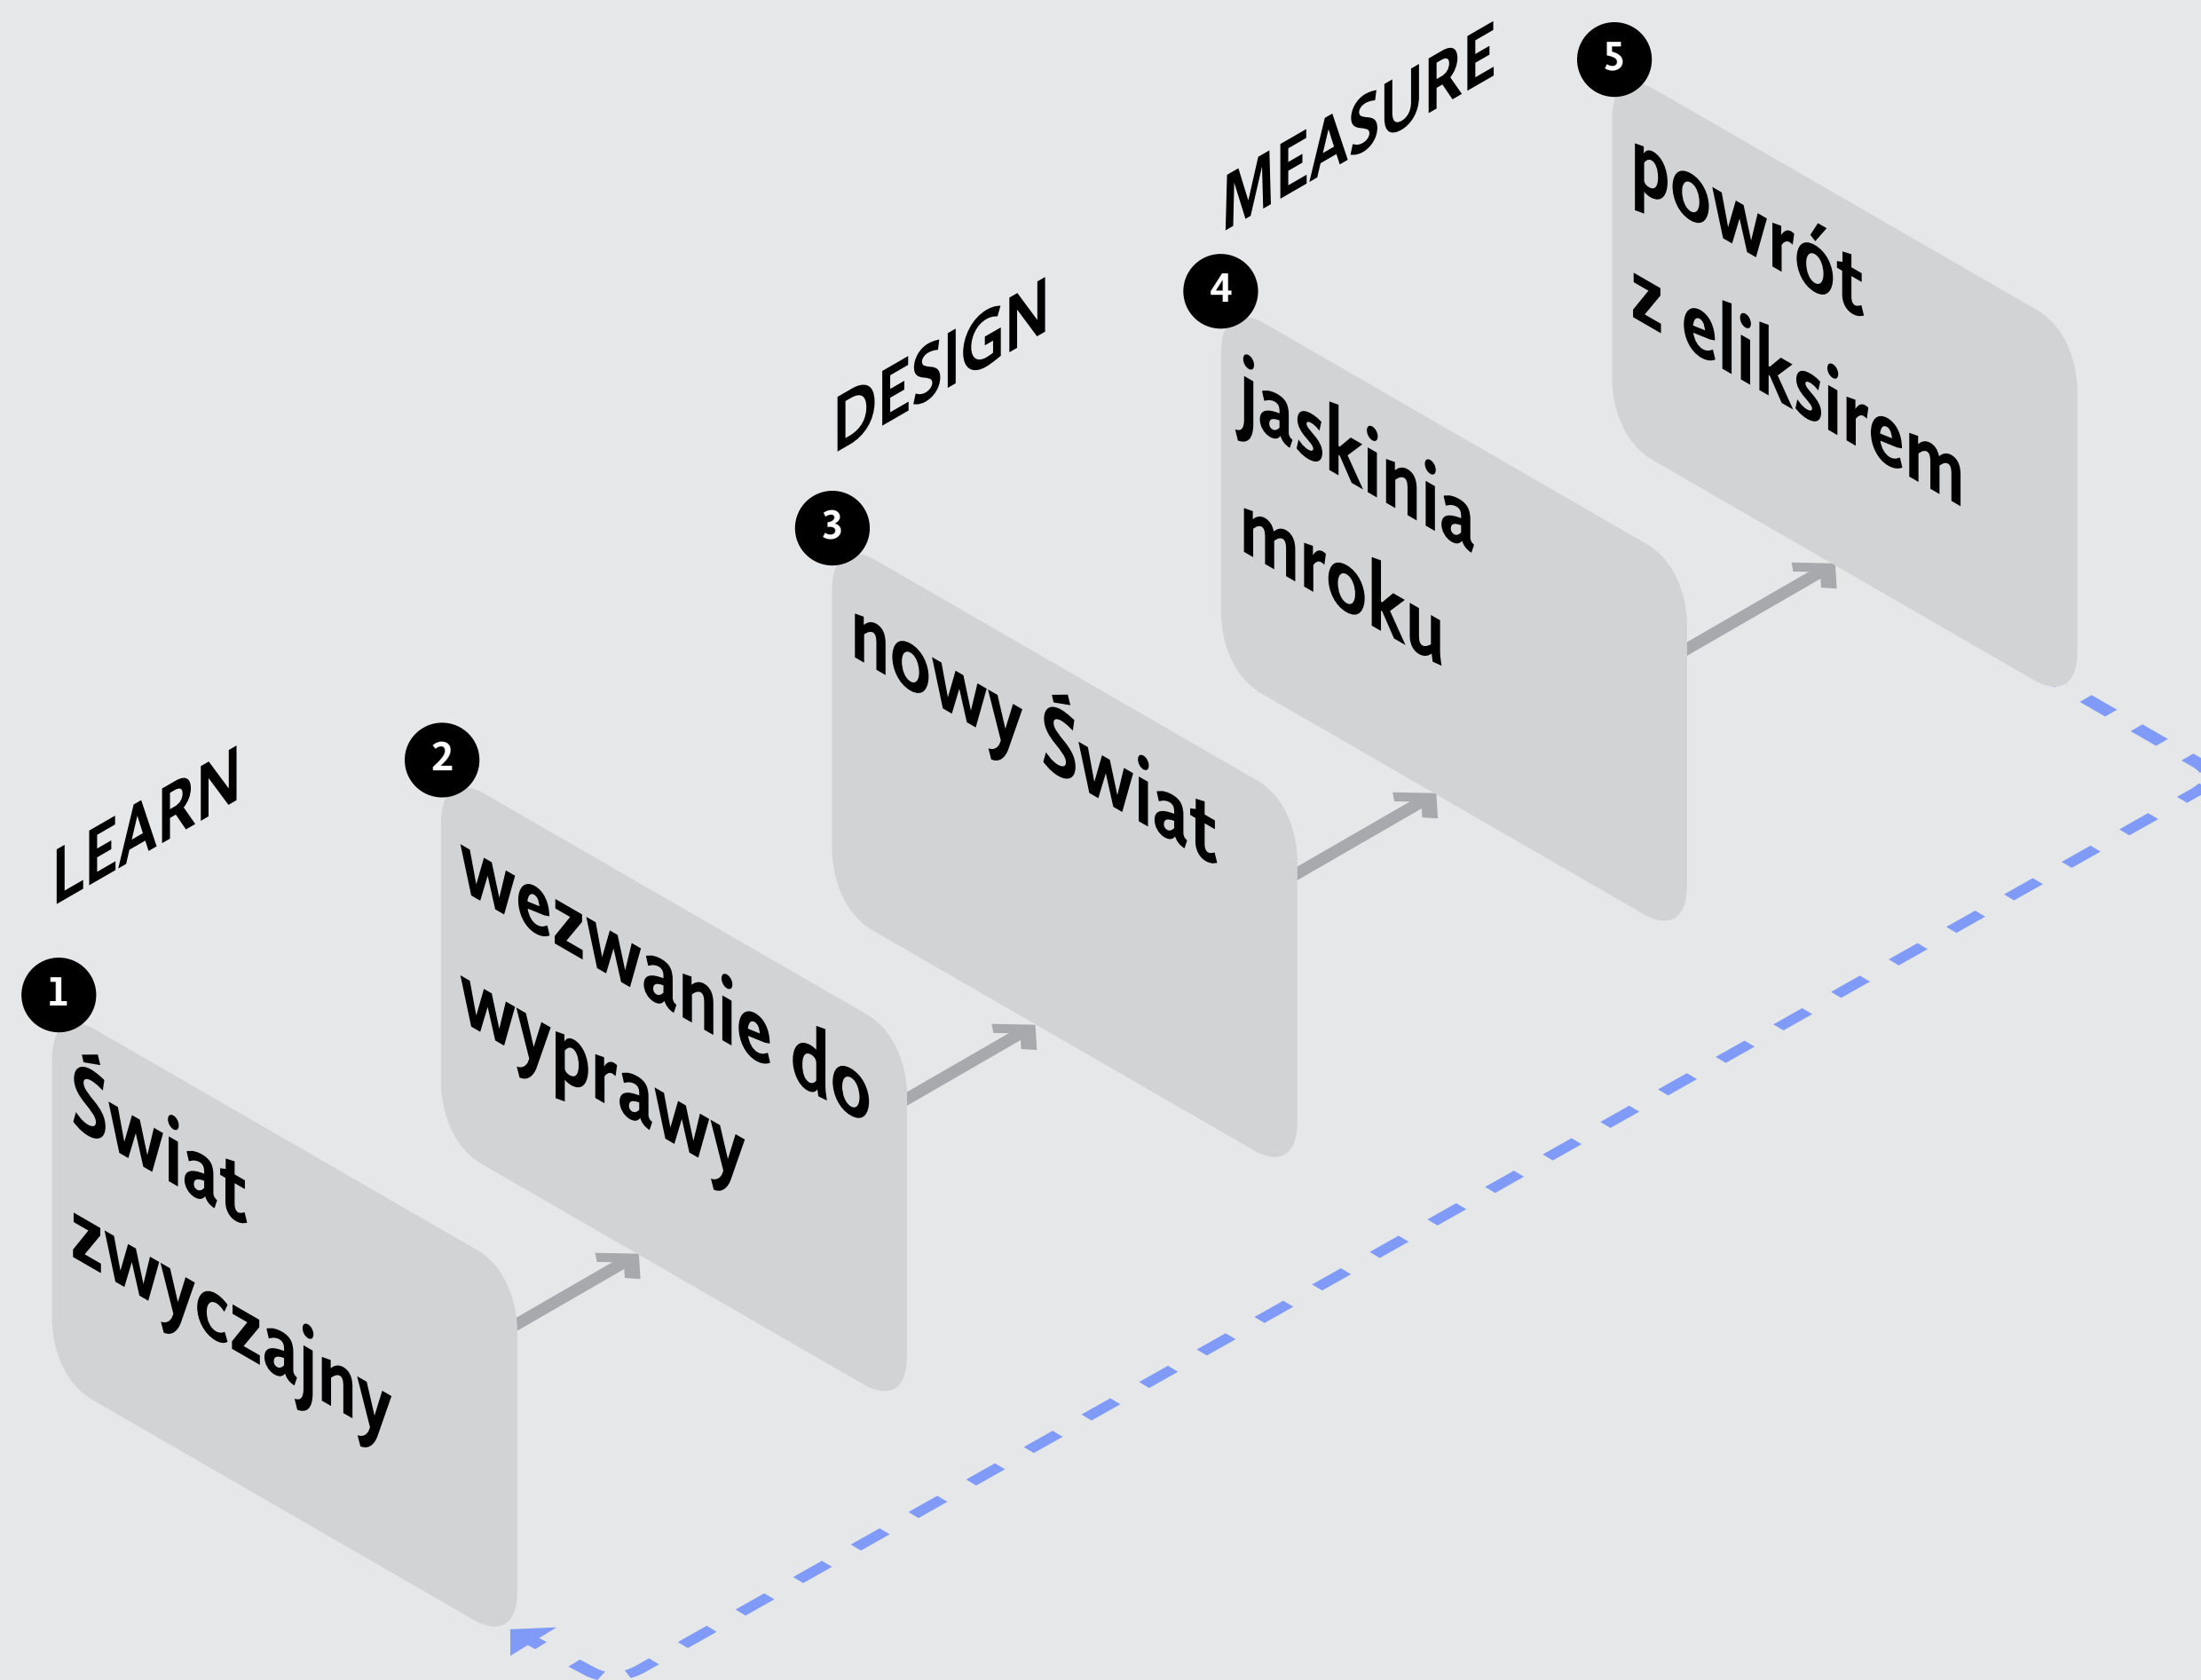 LEARN
1
Świat
zwyczajny
2
wezwanie do
wyprawy
DESIGN
3
nowy Świat
MEASURE
4
jaskinia
mroku
5
powrót
z eliksirem